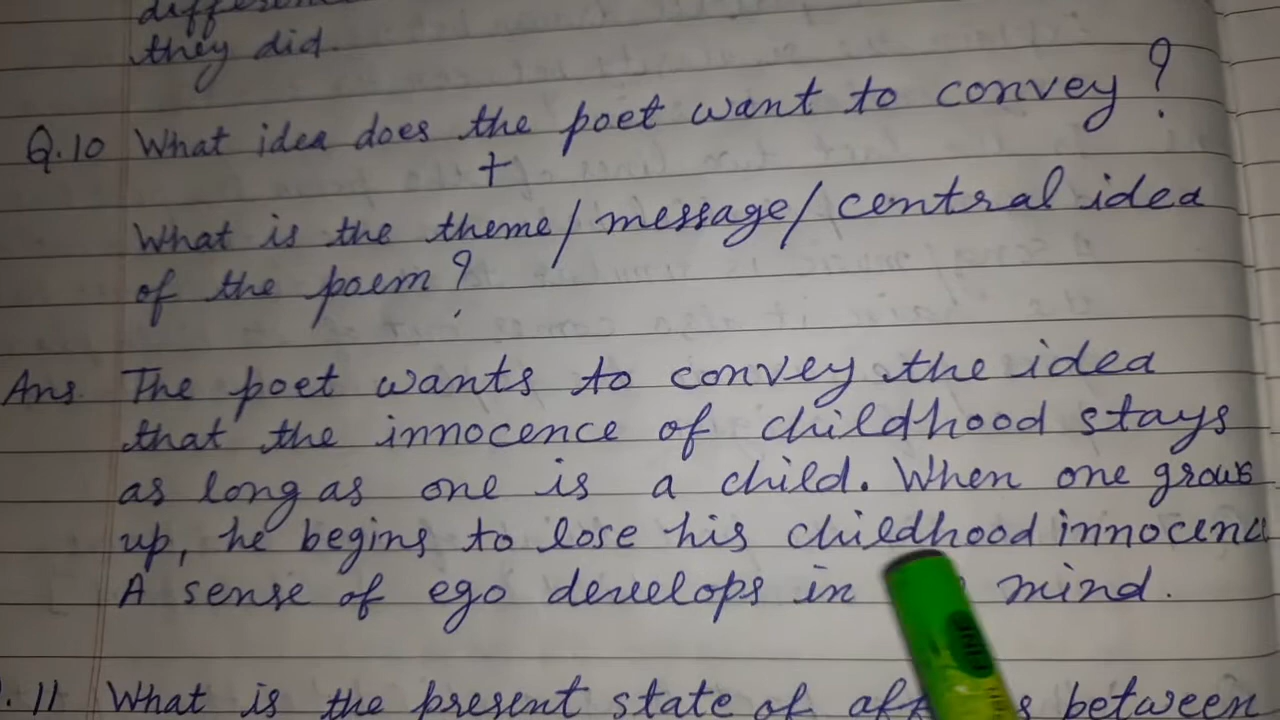 they did.
Q.10 What idea does the poet want to convey?
+
What is the theme/message/central idea
of the poem?
Ans. The poet wants to convey the idea
that the innocence of childhood stays
as long as one is a child. When one grows
up, he begins to lose his childhood innocenc
A sense of ego develops in mind.
. 11 What is the present state of between